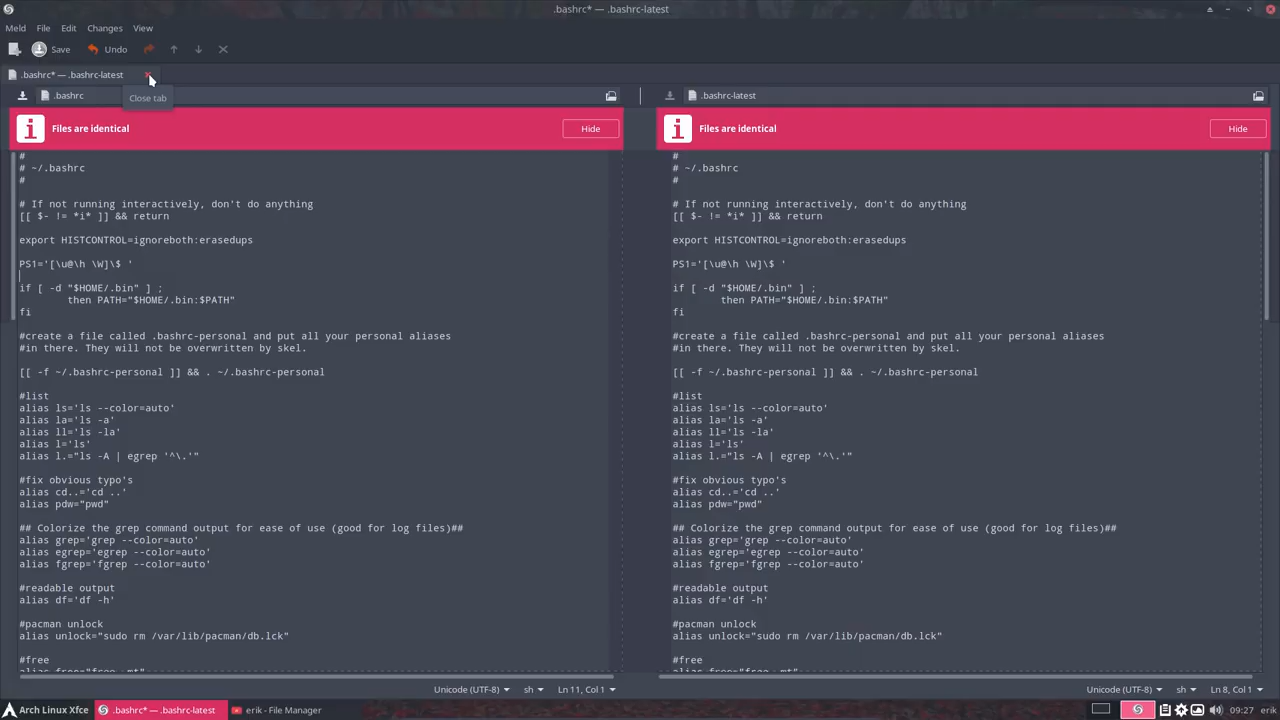 .bashrc* — .bashrc-latest
Meld File Edit Changes View
Save Undo
.bashrc* — .bashrc-latest
.bashrc
Close tab
Files are identical
Hide
#
# ~/.bashrc
#
# If not running interactively, don't do anything
[[ $- != *i* ]] && return
export HISTCONTROL=ignoreboth:erasedups
PS1='[\u@\h \W]\$ '
if [ -d "$HOME/.bin" ] ;
then PATH="$HOME/.bin:$PATH"
fi
#create a file called .bashrc-personal and put all your personal aliases
#in there. They will not be overwritten by skel.
[[ -f ~/.bashrc-personal ]] && . ~/.bashrc-personal
#list
alias ls='ls --color=auto'
alias la='ls -a'
alias ll='ls -la'
alias l='ls'
alias l.="ls -A | egrep '^\.'"
#fix obvious typo's
alias cd..='cd ..'
alias pdw="pwd"
## Colorize the grep command output for ease of use (good for log files)##
alias grep='grep --color=auto'
alias egrep='egrep --color=auto'
alias fgrep='fgrep --color=auto'
#readable output
alias df='df -h'
#pacman unlock
alias unlock="sudo rm /var/lib/pacman/db.lck"
#free
alias free="free -mt"
Unicode (UTF-8) sh Ln 11, Col 1
.bashrc-latest
Files are identical
Hide
#
# ~/.bashrc
#
# If not running interactively, don't do anything
[[ $- != *i* ]] && return
export HISTCONTROL=ignoreboth:erasedups
PS1='[\u@\h \W]\$ '
if [ -d "$HOME/.bin" ] ;
then PATH="$HOME/.bin:$PATH"
fi
#create a file called .bashrc-personal and put all your personal aliases
#in there. They will not be overwritten by skel.
[[ -f ~/.bashrc-personal ]] && . ~/.bashrc-personal
#list
alias ls='ls --color=auto'
alias la='ls -a'
alias ll='ls -la'
alias l='ls'
alias l.="ls -A | egrep '^\.'"
#fix obvious typo's
alias cd..='cd ..'
alias pdw="pwd"
## Colorize the grep command output for ease of use (good for log files)##
alias grep='grep --color=auto'
alias egrep='egrep --color=auto'
alias fgrep='fgrep --color=auto'
#readable output
alias df='df -h'
#pacman unlock
alias unlock="sudo rm /var/lib/pacman/db.lck"
#free
alias free="free -mt"
Unicode (UTF-8) sh Ln 8, Col 1
Arch Linux Xfce .bashrc* — .bashrc-latest erik - File Manager 09:27 erik